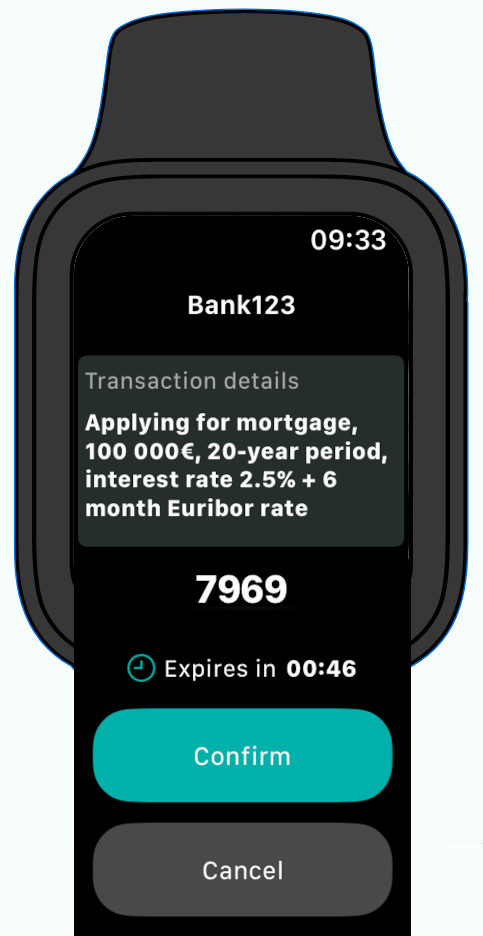 09:33
Bank123
Transaction details
Applying for mortgage,
100 000€, 20-year period,
interest rate 2.5% + 6
month Euribor rate
7969
Expires in 00:46
Confirm
Cancel